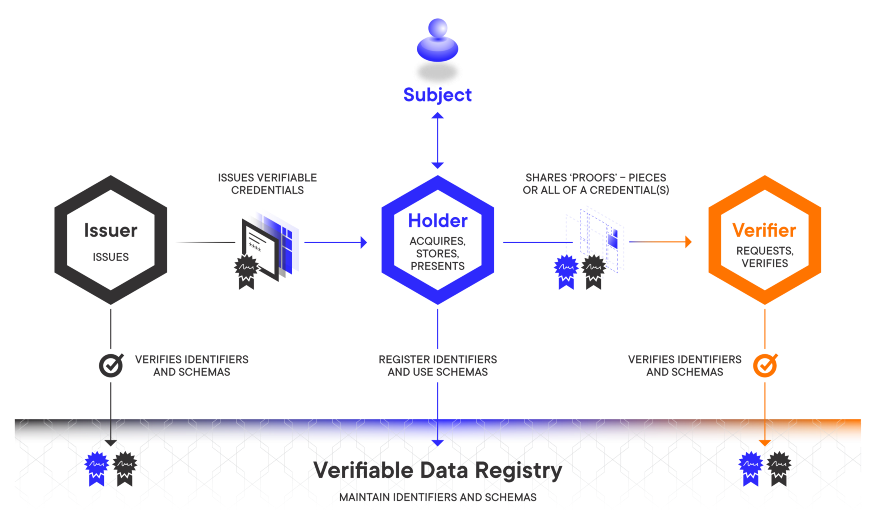 Subject
ISSUES VERIFIABLE
CREDENTIALS
SHARES ‘PROOFS’ – PIECES
OR ALL OF A CREDENTIAL(S)
Issuer
ISSUES
Holder
ACQUIRES,
STORES,
PRESENTS
Verifier
REQUESTS,
VERIFIES
VERIFIES IDENTIFIERS
AND SCHEMAS
REGISTER IDENTIFIERS
AND USE SCHEMAS
VERIFIES IDENTIFIERS
AND SCHEMAS
Verifiable Data Registry
MAINTAIN IDENTIFIERS AND SCHEMAS